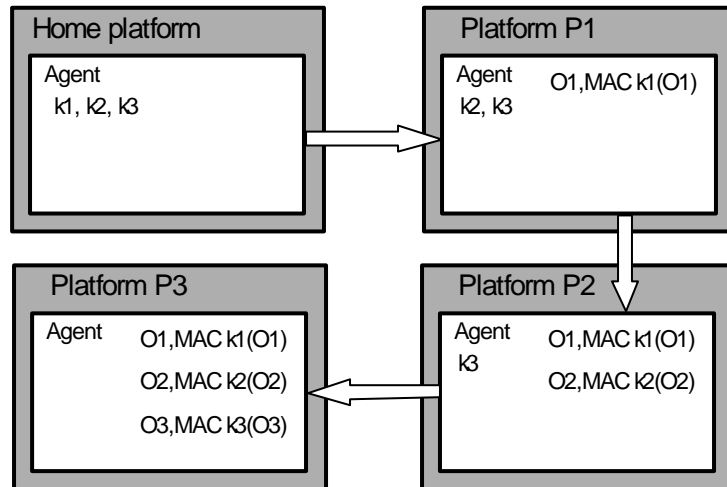 Home platform
Agent
k1, k2, k3
Platform P1
Agent
k2, k3
O1,MAC k1(O1)
Platform P3
Agent
O1,MAC k1(O1)
O2,MAC k2(O2)
O3,MAC k3(O3)
Platform P2
Agent
k3
O1,MAC k1(O1)
O2,MAC k2(O2)